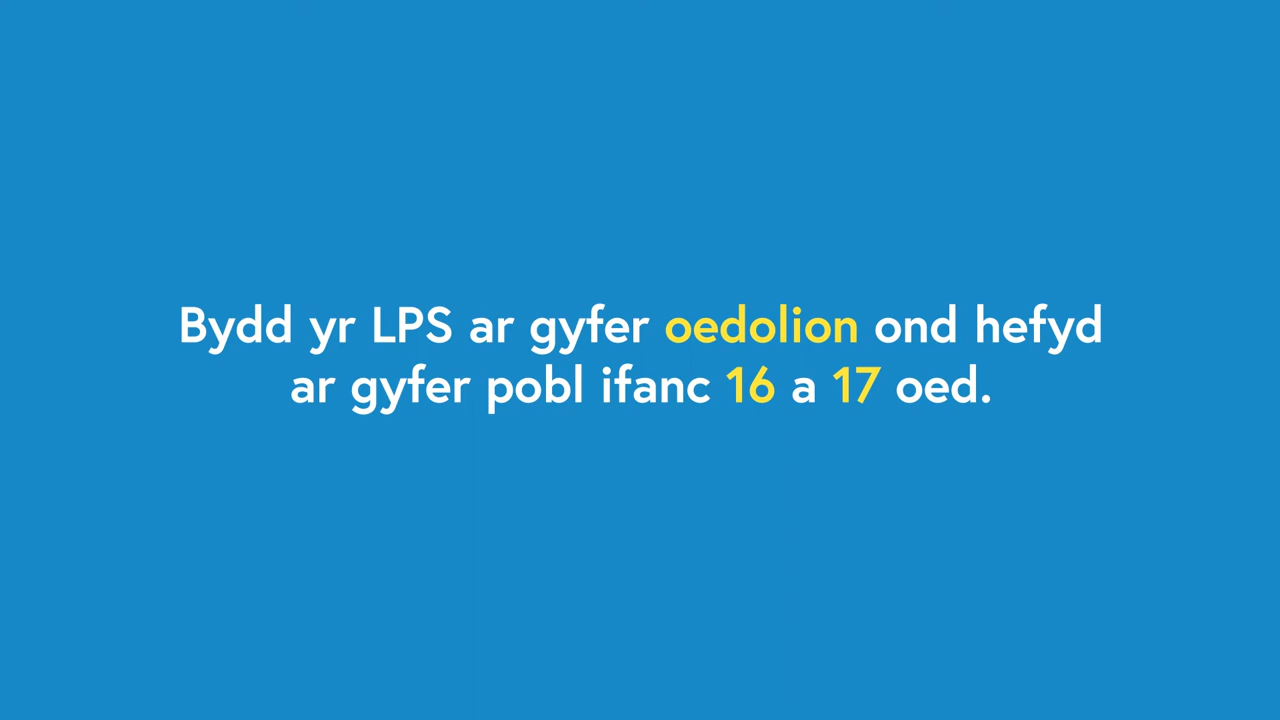 Bydd yr LPS ar gyfer oedolion ond hefyd
ar gyfer pobl ifanc 16 a 17 oed.